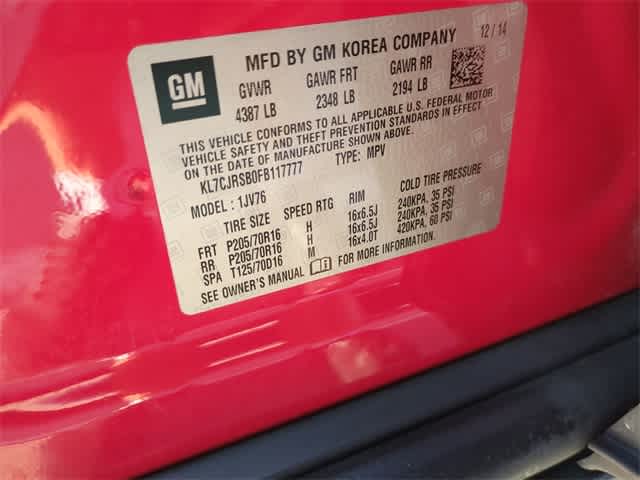 GM
MFD BY GM KOREA COMPANY 12/14
GVWR GAWR FRT GAWR RR
4387 LB 2348 LB 2194 LB
THIS VEHICLE CONFORMS TO ALL APPLICABLE U.S. FEDERAL MOTOR
VEHICLE SAFETY AND THEFT PREVENTION STANDARDS IN EFFECT
ON THE DATE OF MANUFACTURE SHOWN ABOVE.
KL7CJRSB0FB117777 TYPE: MPV
MODEL: 1JV76
TIRE SIZE SPEED RTG RIM COLD TIRE PRESSURE
FRT P205/70R16 H 16x6.5J 240KPA, 35 PSI
RR P205/70R16 H 16x6.5J 240KPA, 35 PSI
SPA T125/70D16 M 16x4.0T 420KPA, 60 PSI
SEE OWNER'S MANUAL FOR MORE INFORMATION.